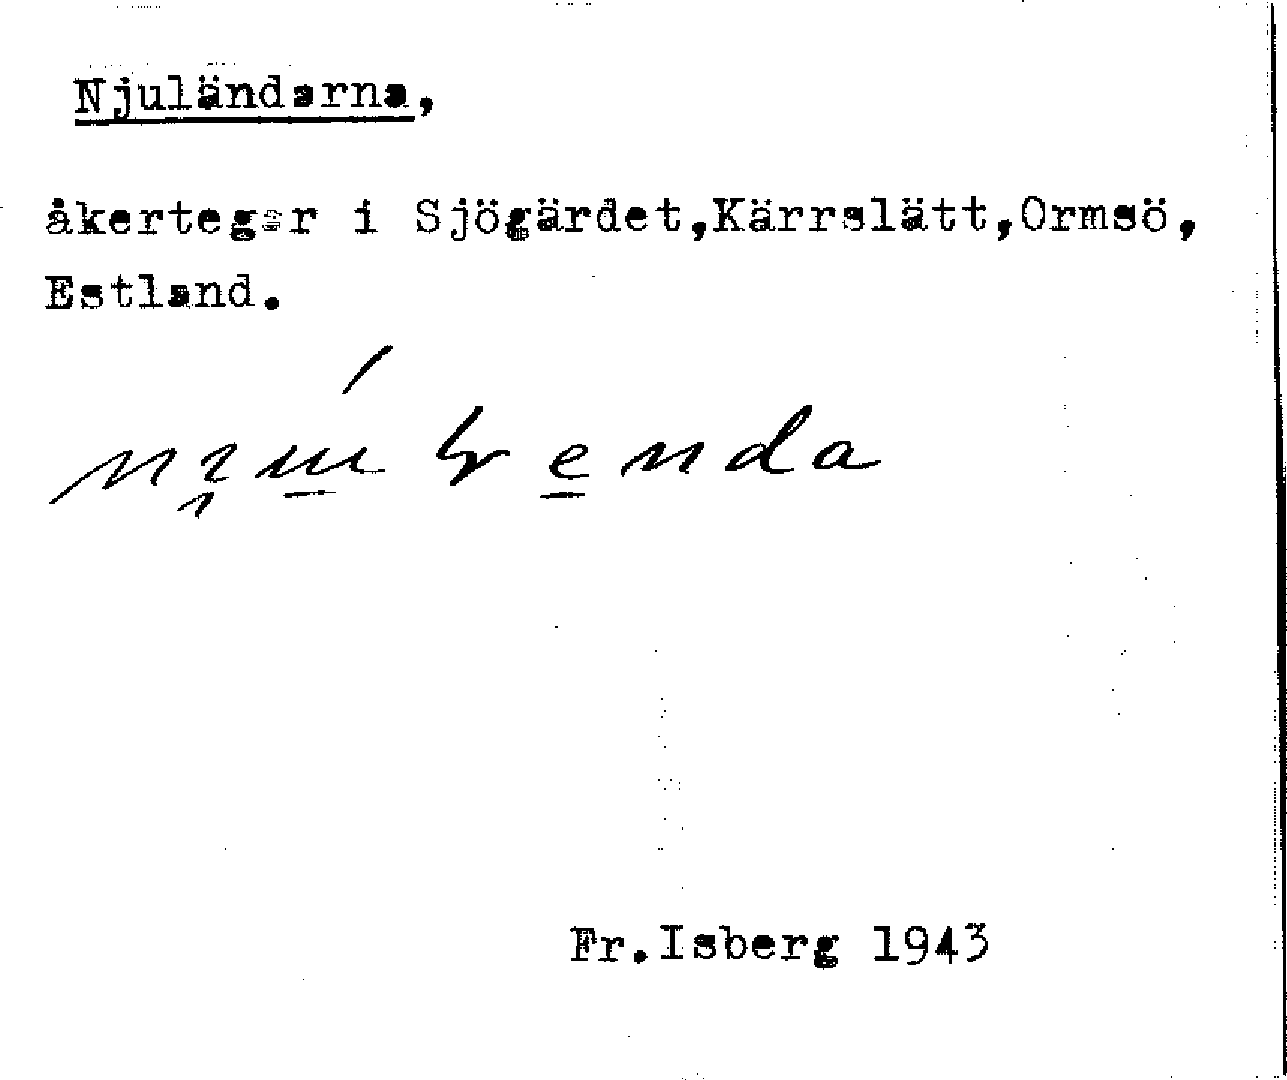 Njuländarna,
åkertegar i Sjögärdet,Kärrslätt,Ormsö,
Estland.
Fr.Isberg 1943